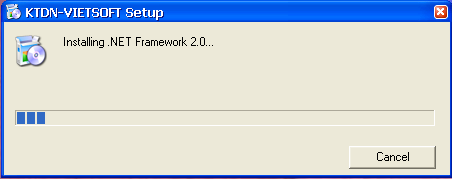 KTDN-VIETSOFT Setup
Installing .NET Framework 2.0...
Cancel